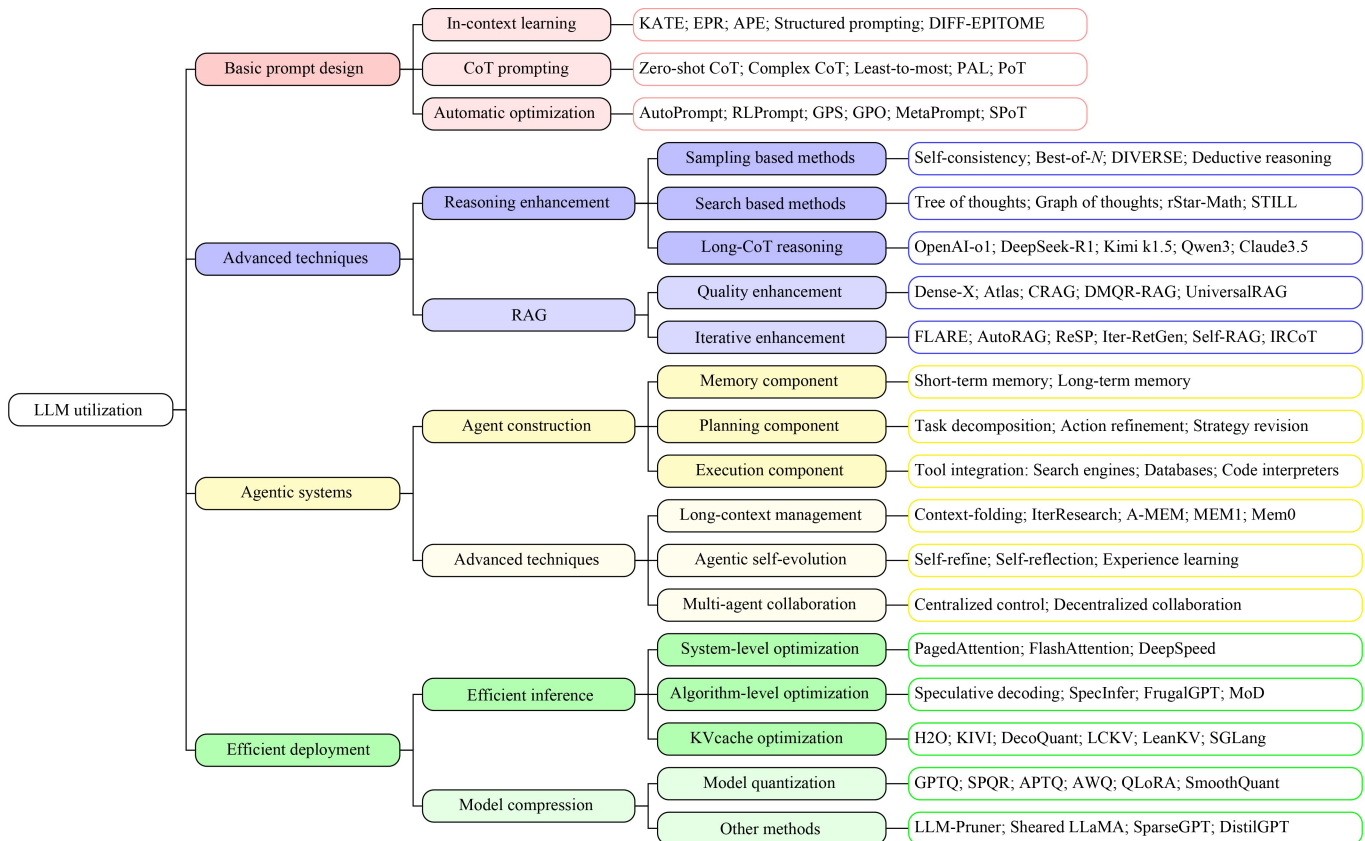 In-context learning
KATE; EPR; APE; Structured prompting; DIFF-EPITOME
Basic prompt design
CoT prompting
Zero-shot CoT; Complex CoT; Least-to-most; PAL; PoT
Automatic optimization
AutoPrompt; RLPrompt; GPS; GPO; MetaPrompt; SPoT
Sampling based methods
Self-consistency; Best-of-N; DIVERSE; Deductive reasoning
Reasoning enhancement
Search based methods
Tree of thoughts; Graph of thoughts; rStar-Math; STILL
Advanced techniques
Long-CoT reasoning
OpenAI-o1; DeepSeek-R1; Kimi k1.5; Qwen3; Claude3.5
Quality enhancement
Dense-X; Atlas; CRAG; DMQR-RAG; UniversalRAG
RAG
Iterative enhancement
FLARE; AutoRAG; ReSP; Iter-RetGen; Self-RAG; IRCoT
Memory component
Short-term memory; Long-term memory
LLM utilization
Agent construction
Planning component
Task decomposition; Action refinement; Strategy revision
Execution component
Tool integration: Search engines; Databases; Code interpreters
Agentic systems
Long-context management
Context-folding; IterResearch; A-MEM; MEM1; Mem0
Advanced techniques
Agentic self-evolution
Self-refine; Self-reflection; Experience learning
Multi-agent collaboration
Centralized control; Decentralized collaboration
System-level optimization
PagedAttention; FlashAttention; DeepSpeed
Efficient inference
Algorithm-level optimization
Speculative decoding; SpecInfer; FrugalGPT; MoD
KVcache optimization
H2O; KIVI; DecoQuant; LCKV; LeanKV; SGLang
Efficient deployment
Model quantization
GPTQ; SPQR; APTQ; AWQ; QLoRA; SmoothQuant
Model compression
Other methods
LLM-Pruner; Sheared LLaMA; SparseGPT; DistilGPT